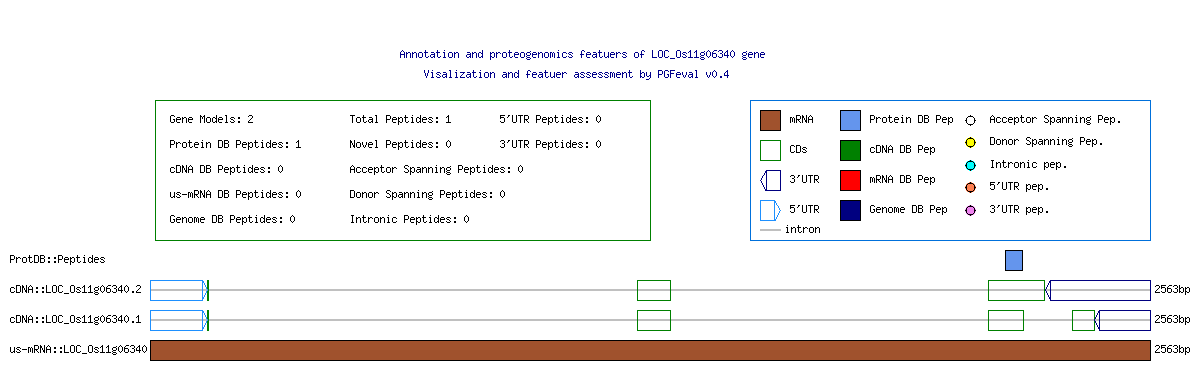 Annotation and proteogenomics featuers of LOC_Os11g06340 gene
Visalization and featuer assessment by PGFeval v0.4
Gene Models: 2 Total Peptides: 1 5'UTR Peptides: 0
Protein DB Peptides: 1 Novel Peptides: 0 3'UTR Peptides: 0
cDNA DB Peptides: 0 Acceptor Spanning Peptides: 0
us-mRNA DB Peptides: 0 Donor Spanning Peptides: 0
Genome DB Peptides: 0 Intronic Peptides: 0
mRNA Protein DB Pep Acceptor Spanning Pep.
CDs cDNA DB Pep Donor Spanning Pep.
Intronic pep.
3'UTR mRNA DB Pep 5'UTR pep.
5'UTR Genome DB Pep 3'UTR pep.
intron
ProtDB::Peptides
cDNA::LOC_Os11g06340.2 2563bp
cDNA::LOC_Os11g06340.1 2563bp
us-mRNA::LOC_Os11g06340 2563bp